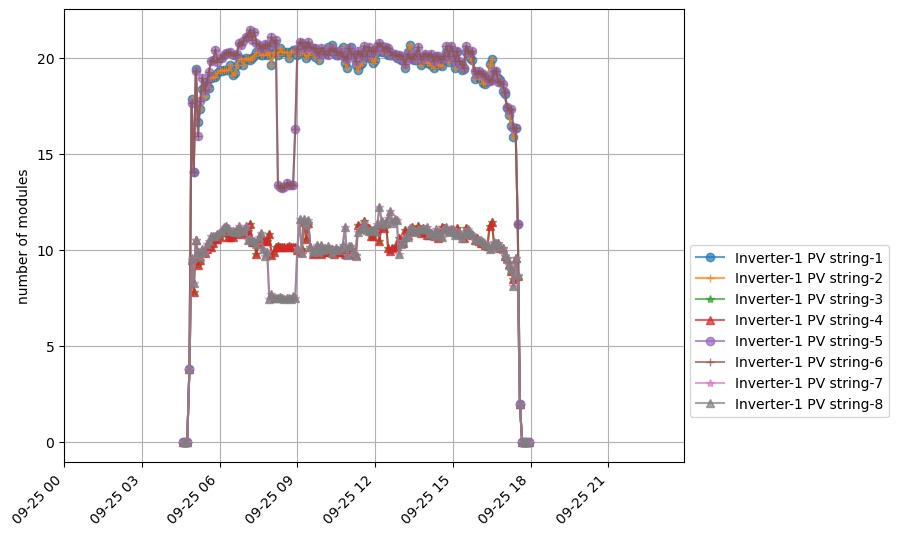 number of modules
20
15
10
5
0
09-25 00
09-25 03
09-25 06
09-25 09
09-25 12
09-25 15
09-25 18
09-25 21
Inverter-1 PV string-1
Inverter-1 PV string-2
Inverter-1 PV string-3
Inverter-1 PV string-4
Inverter-1 PV string-5
Inverter-1 PV string-6
Inverter-1 PV string-7
Inverter-1 PV string-8